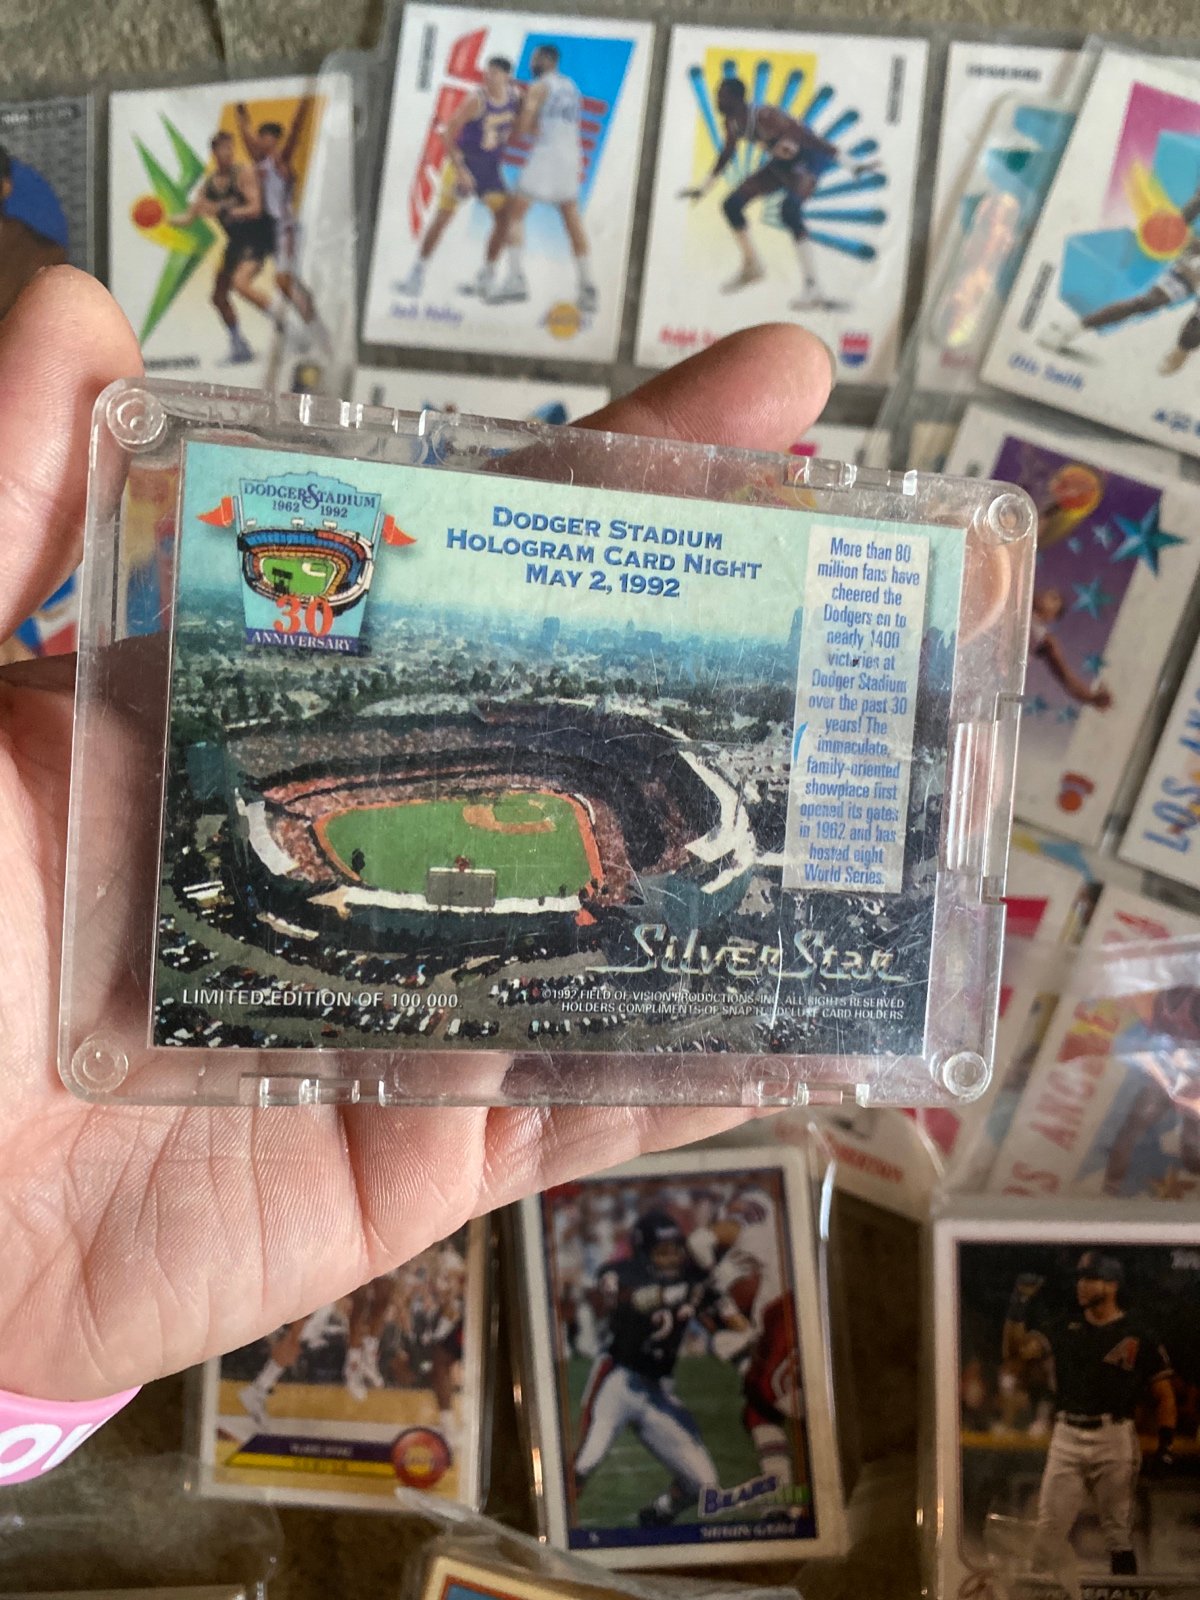 DODGER STADIUM
1962 1992
30
ANNIVERSARY
DODGER STADIUM
HOLOGRAM CARD NIGHT
MAY 2, 1992
More than 80
million fans have
cheered the
Dodgers on to
nearly 1400
victories at
Dodger Stadium
over the past 30
years! The
immaculate,
family-oriented
showplace first
opened its gates
in 1962 and has
hosted eight
World Series.
SilverStar
LIMITED EDITION OF 100,000.
©1992 FIELD OF VISION PRODUCTIONS, INC. ALL RIGHTS RESERVED
HOLDERS COMPLIMENTS OF SNAP DELUXE CARD HOLDERS
Otis Smith
LOS AN
BEARS
PERALTA